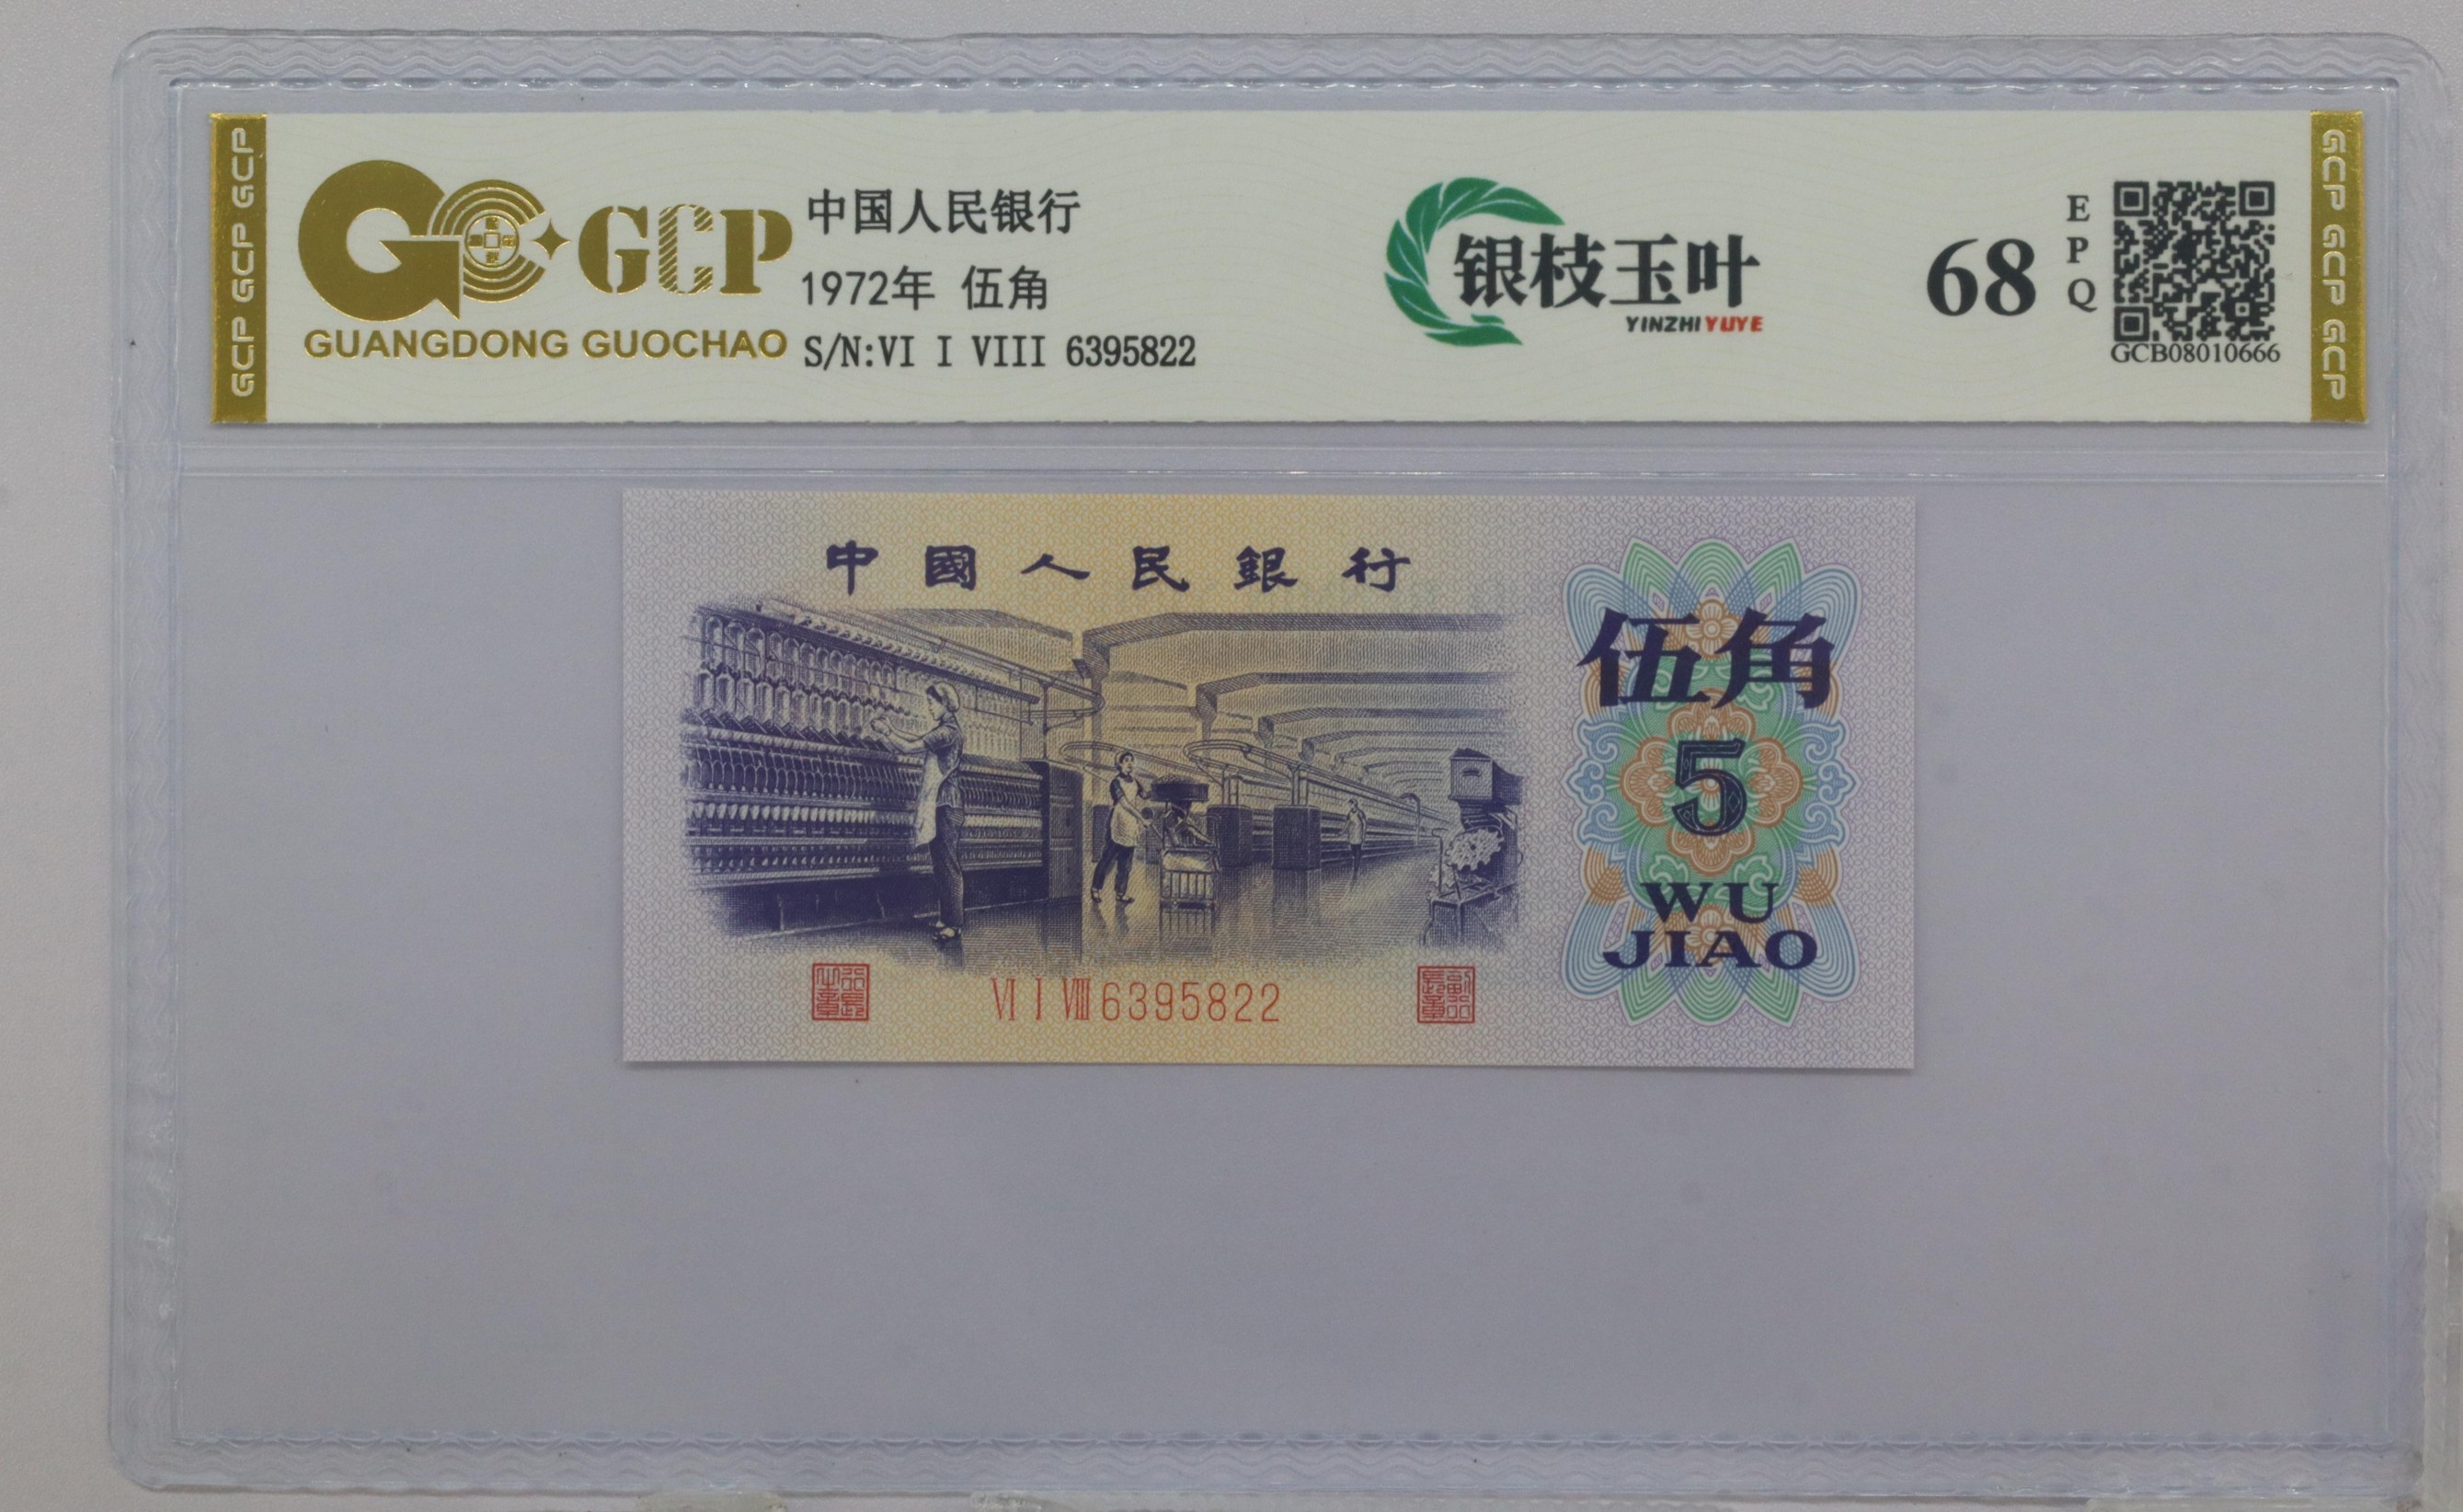 GCP GCP GCP
GCP
GUANGDONG GUOCHAO
中国人民银行
1972年 伍角
S/N:VI I VIII 6395822
银枝玉叶
YINZHI YUYE
68
EPQ
GCB08010666
GCP GCP GCP
中國人民銀行
伍角
5
WU
JIAO
VI I VIII 6395822